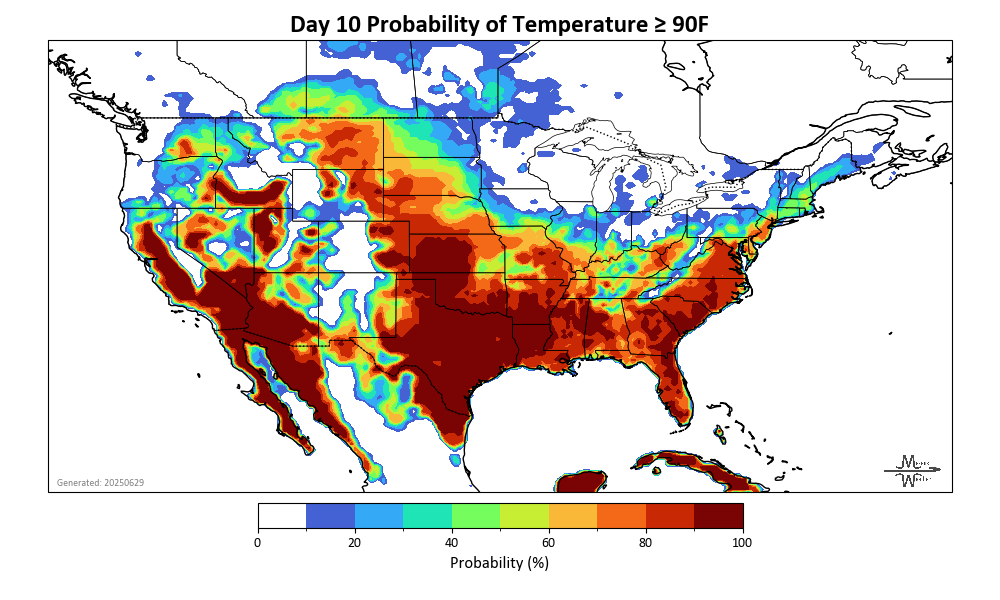 Day 10 Probability of Temperature ≥ 90F
Generated: 20250629
0 20 40 60 80 100
Probability (%)